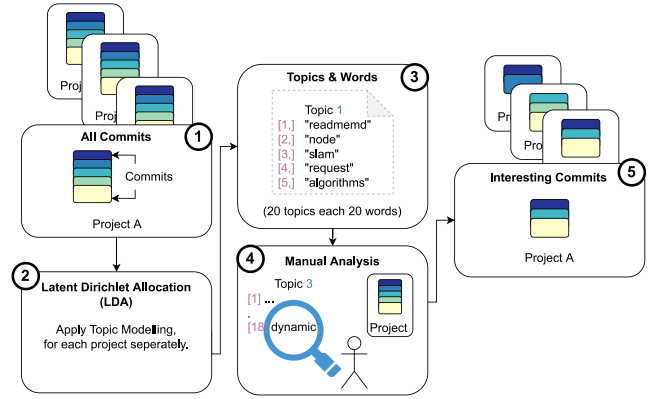 Proj
Proj
Proj
All Commits
1
Commits
Project A
2
Latent Dirichlet Allocation
(LDA)
Apply Topic Modelling,
for each project seperately.
Topics & Words
3
Topic 1
[1,] "readmemd"
[2,] "node"
[3,] "slam"
[4,] "request"
[5,] "algorithms"
(20 topics each 20 words)
4
Manual Analysis
Topic 3
[1] ...
.
[18] dynamic
Project
Pro
Pro
Interesting Commits
5
Project A